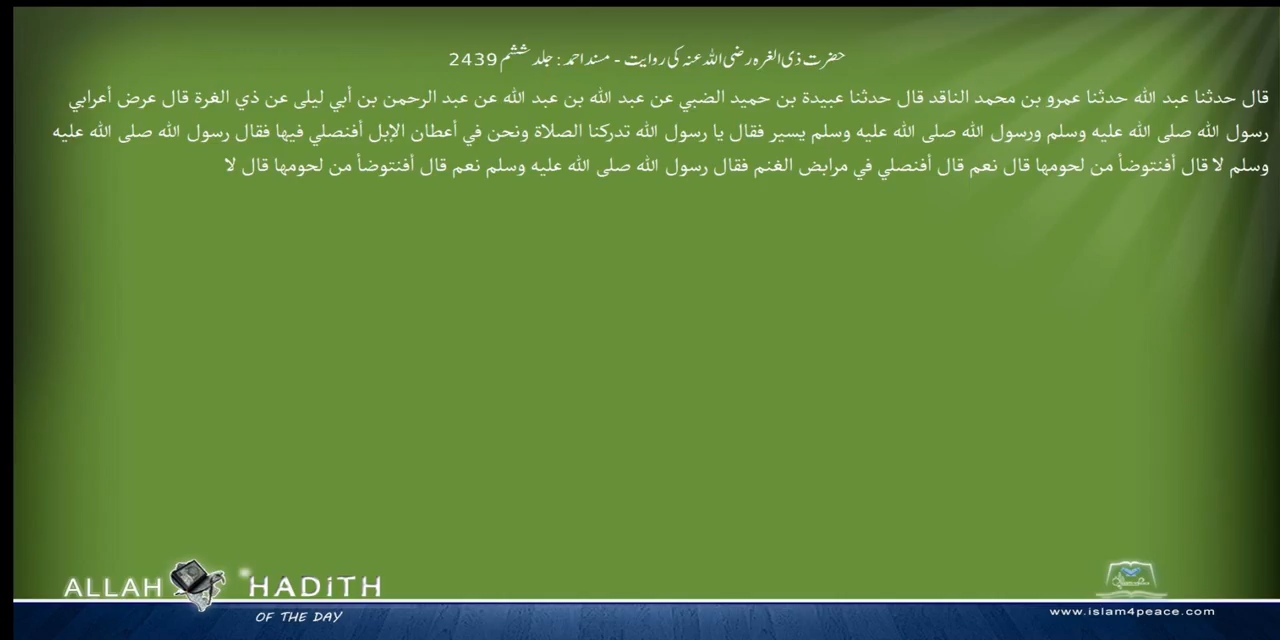 حضرت ذی الغرہ رضی اللہ عنہ کی روایت - مسند احمد : جلد ششم 2439
قال حدثنا عبد الله حدثنا عمرو بن محمد الناقد قال حدثنا عبيدة بن حميد الضبي عن عبد الله بن عبد الله عن عبد الرحمن بن أبي ليلى عن ذي الغرة قال عرض أعرابي
رسول الله صلى الله عليه وسلم ورسول الله صلى الله عليه وسلم يسير فقال يا رسول الله تدركنا الصلاة ونحن في أعطان الإبل أفنصلي فيها فقال رسول الله صلى الله عليه
وسلم لا قال أفنتوضأ من لحومها قال نعم قال أفنصلي في مرابض الغنم فقال رسول الله صلى الله عليه وسلم نعم قال أفنتوضأ من لحومها قال لا
ALLAH HADITH
OF THE DAY
www.islam4peace.com